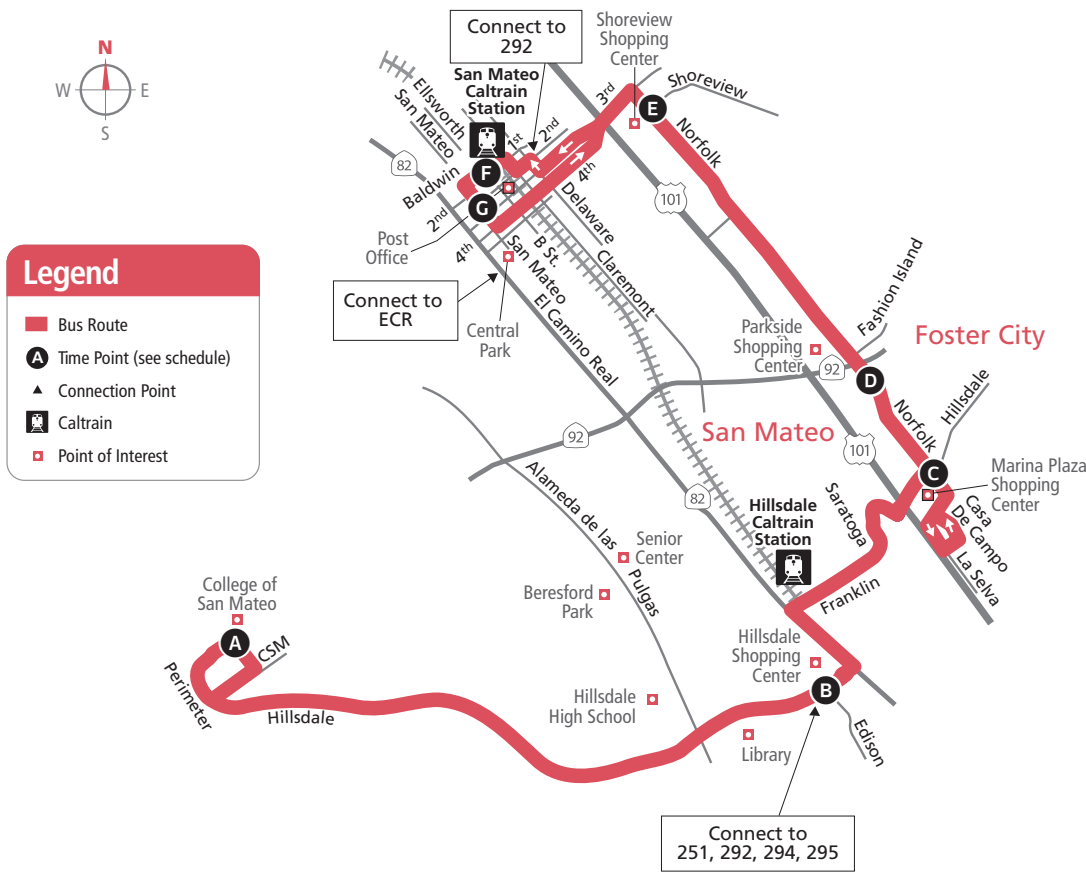 N
W
E
S
Connect to
292
Shoreview
Shopping
Center
San Mateo
Caltrain
Station
Ellsworth
San Mateo
82
Baldwin
1st
2nd
3rd
Shoreview
E
Norfolk
F
G
4th
2nd
4th
Post
Office
Delaware
Claremont
B St.
San Mateo
101
Legend
Bus Route
A
Time Point (see schedule)
Connection Point
Caltrain
Point of Interest
Connect to
ECR
Central
Park
El Camino Real
Fashion Island
Parkside
Shopping
Center
92
Foster City
D
Norfolk
Hillsdale
San Mateo
101
C
Marina Plaza
Shopping
Center
92
82
Alameda de las
Pulgas
Hillsdale
Caltrain
Station
Saratoga
Casa
De Campo
La Selva
Franklin
Senior
Center
Beresford
Park
College of
San Mateo
A
CSM
Perimeter
Hillsdale
Hillsdale
Shopping
Center
B
Hillsdale
High School
Library
Edison
Connect to
251, 292, 294, 295